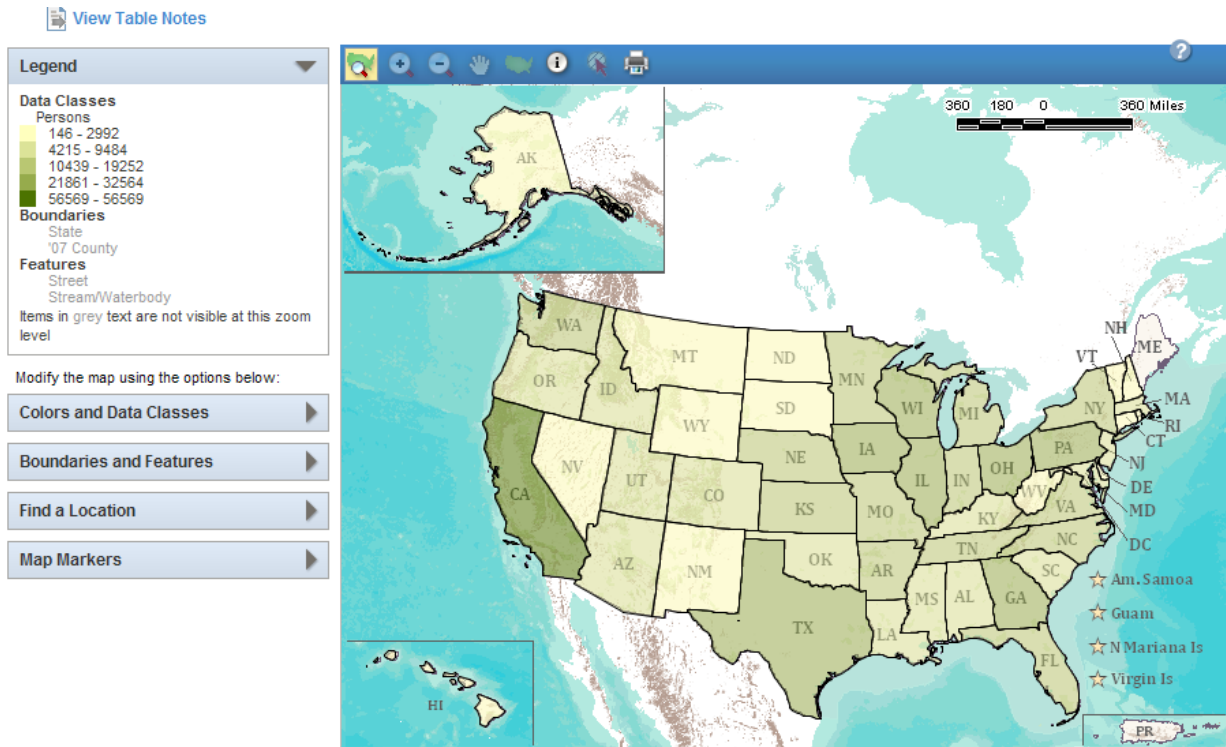 View Table Notes
Legend
Data Classes
Persons
146 - 2992
4215 - 9484
10439 - 19252
21861 - 32564
56569 - 56569
Boundaries
State
'07 County
Features
Street
Stream/Waterbody
Items in grey text are not visible at this zoom
level
Modify the map using the options below:
Colors and Data Classes
Boundaries and Features
Find a Location
Map Markers
?
360 180 0 360 Miles
AK
WA
MT
ND
MN
NH
VT
ME
OR
ID
SD
WI
MI
NY
MA
RI
CT
WY
NV
UT
CO
NE
IA
IL
IN
OH
PA
NJ
DE
MD
DC
CA
KS
MO
KY
WV
VA
AZ
NM
OK
AR
TN
NC
SC
TX
LA
MS
AL
GA
FL
Am. Samoa
Guam
N Mariana Is
Virgin Is
HI
PR